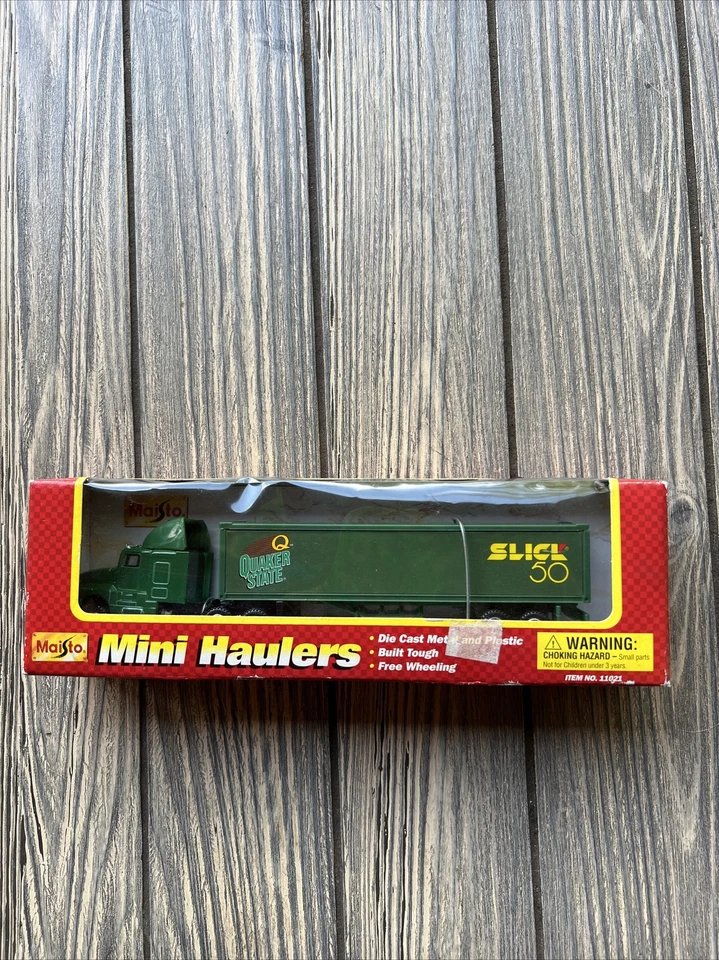 Maisto.
Q
QUAKER
STATE
SLICK
50
Maisto.
Mini Haulers
• Die Cast Metal and Plastic
• Built Tough
• Free Wheeling
WARNING:
CHOKING HAZARD – Small parts
Not for Children under 3 years.
ITEM NO. 11021